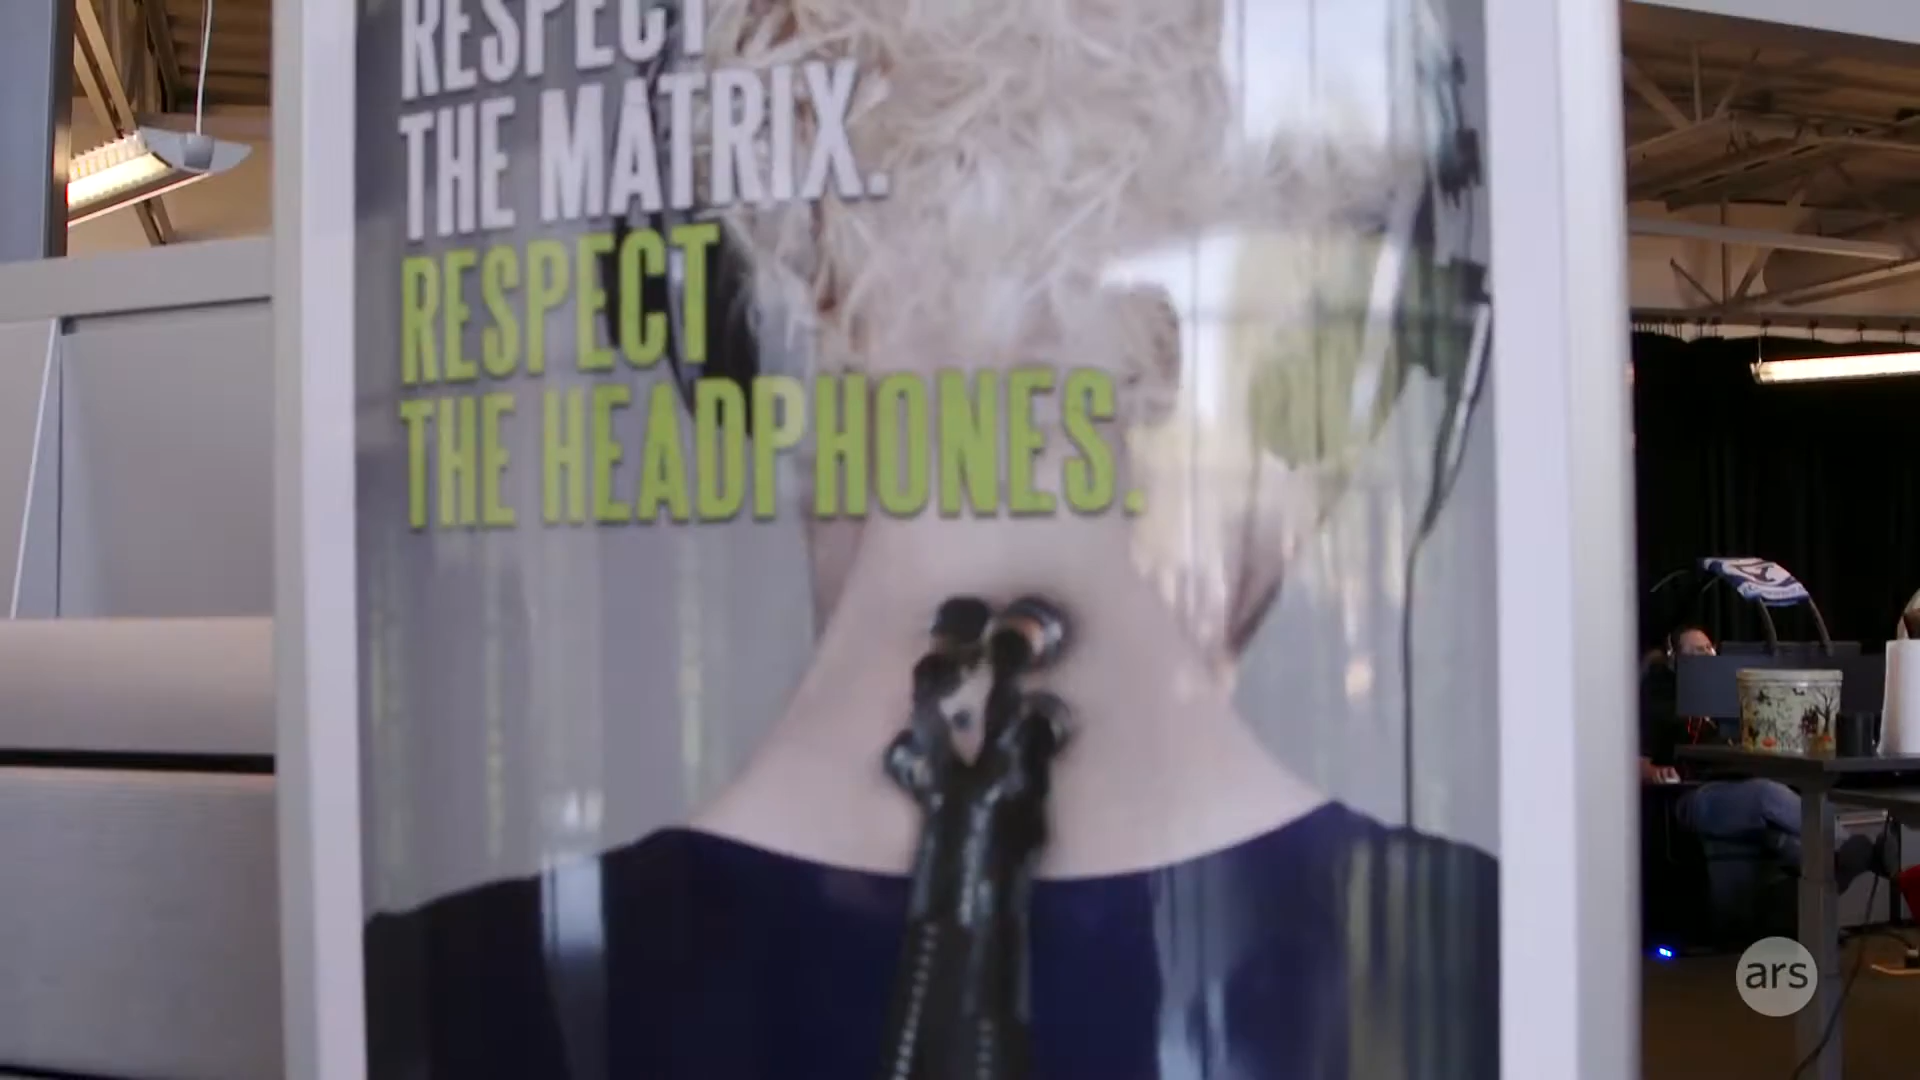 RESPECT
THE MATRIX.
RESPECT
THE HEADPHONES.
ars